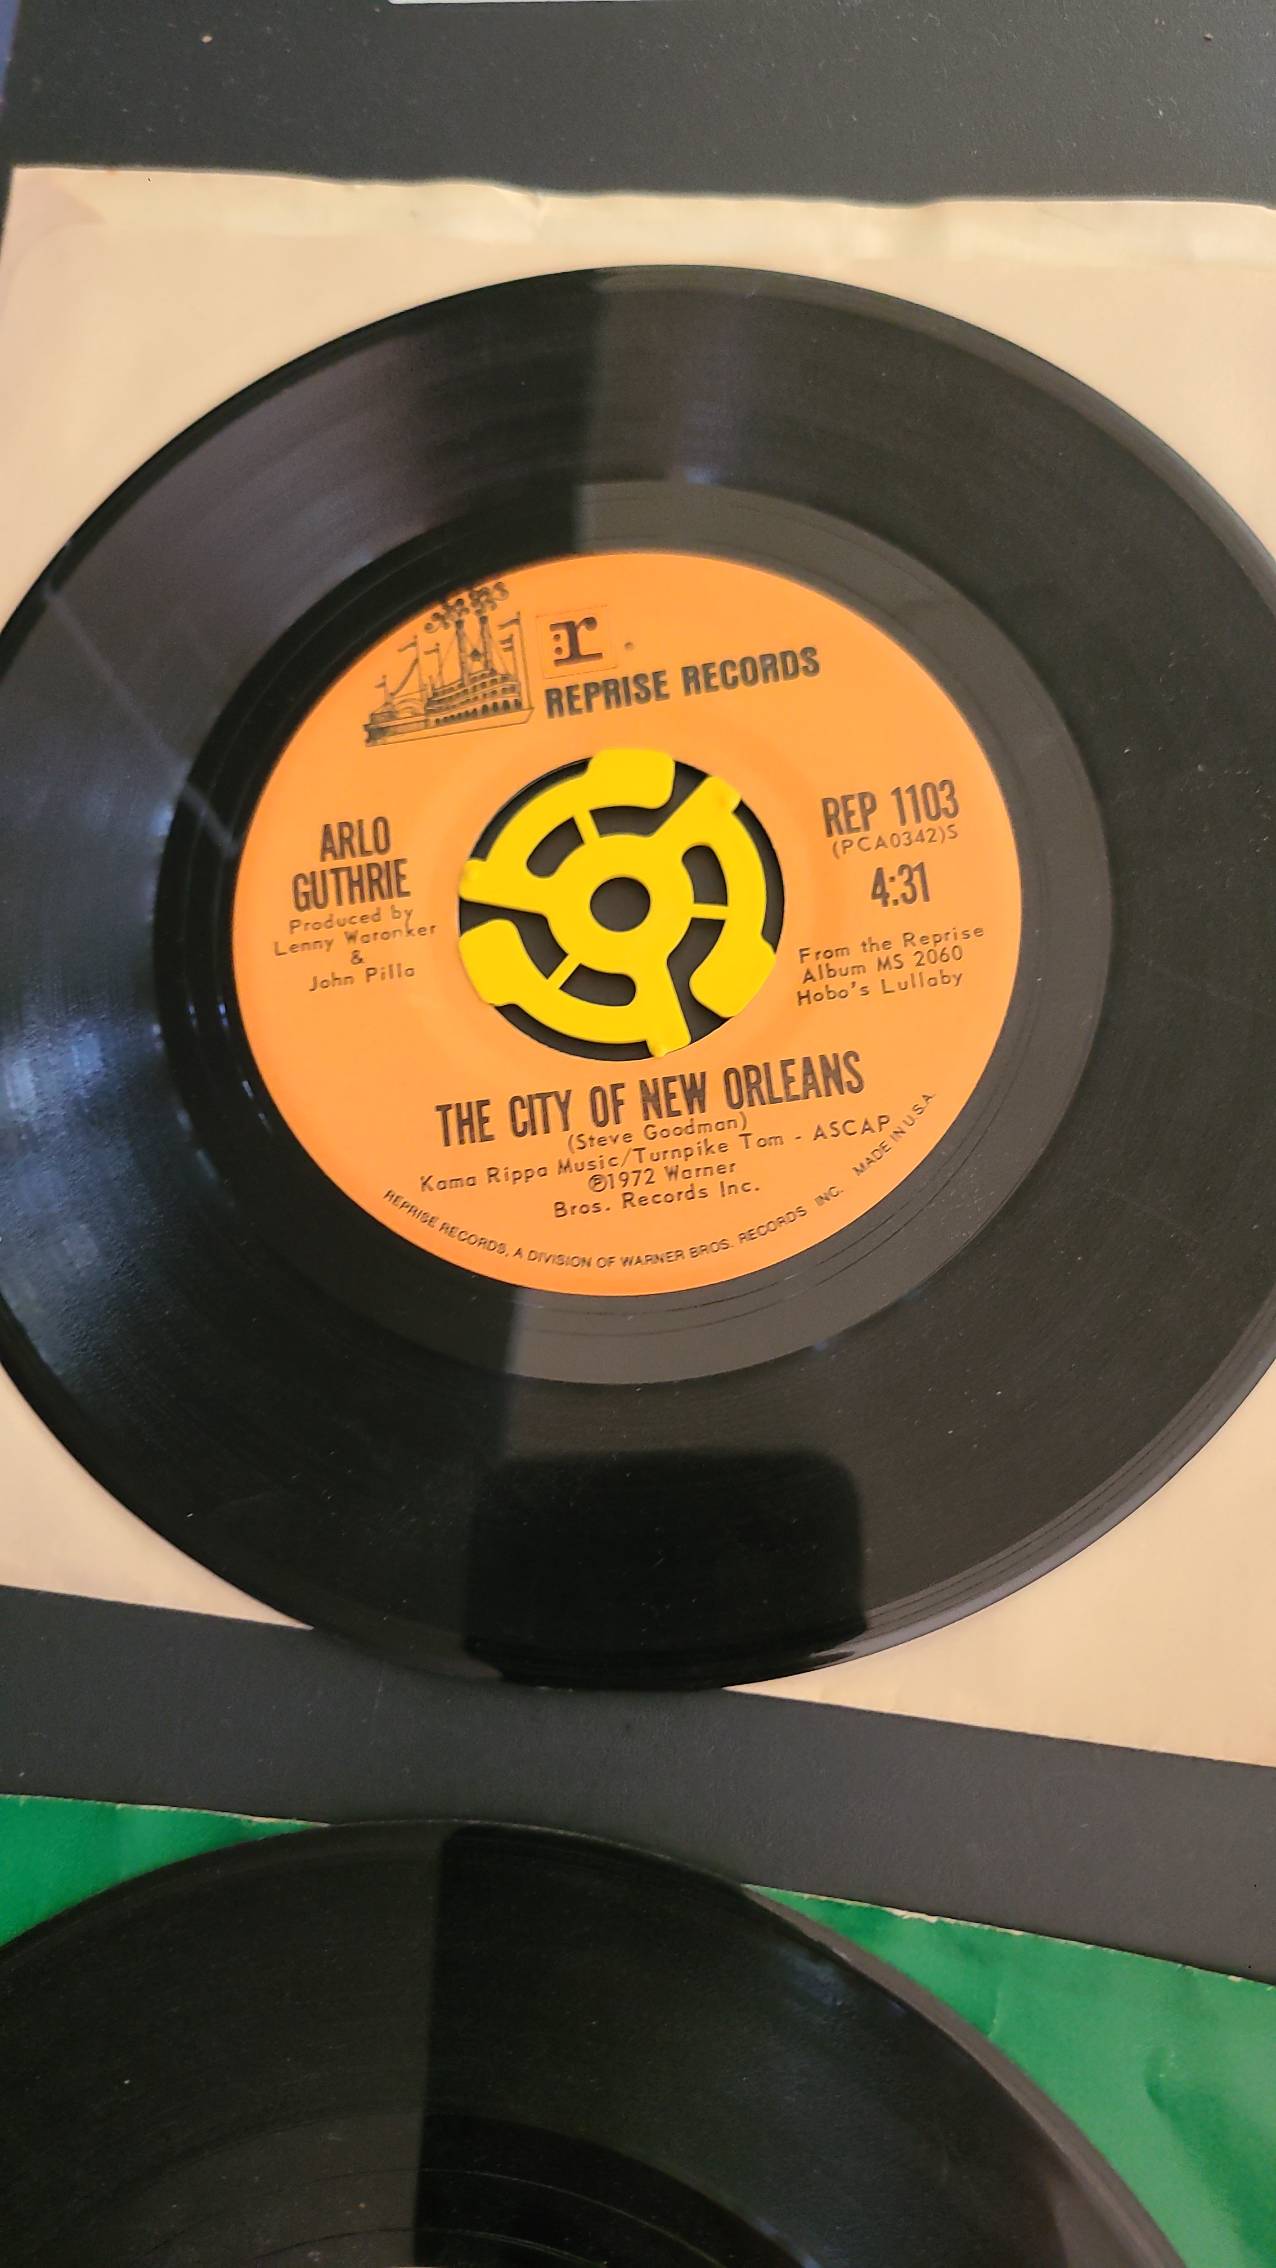 :r
REPRISE RECORDS
ARLO
GUTHRIE
Produced by
Lenny Waronker
&
John Pilla
REP 1103
(PCA0342)S
4:31
From the Reprise
Album MS 2060
Hobo's Lullaby
THE CITY OF NEW ORLEANS
(Steve Goodman)
Kama Rippa Music/Turnpike Tom - ASCAP
℗1972 Warner
Bros. Records Inc.
REPRISE RECORDS, A DIVISION OF WARNER BROS. RECORDS INC. MADE IN U.S.A.